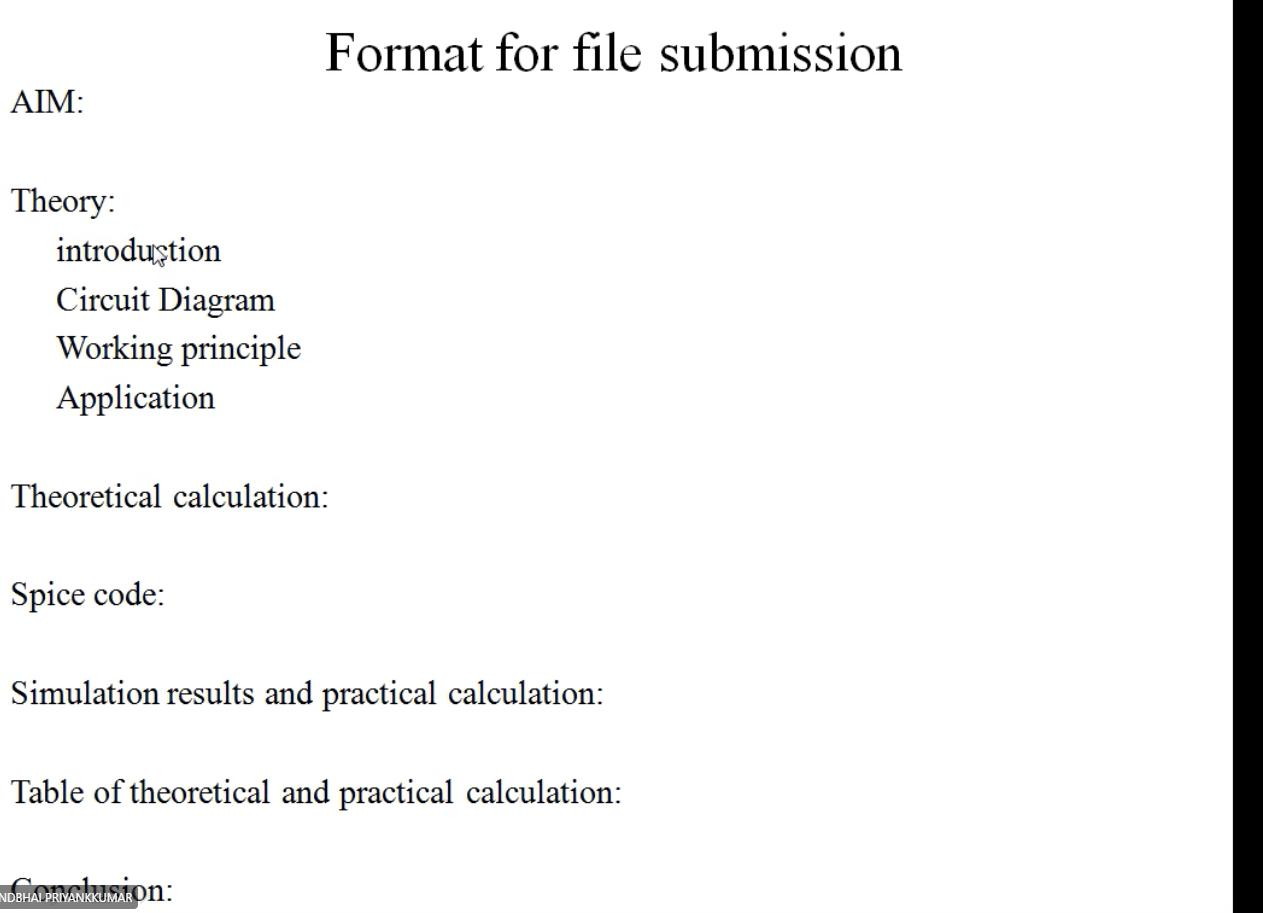 Format for file submission
AIM:
Theory:
introduction
Circuit Diagram
Working principle
Application
Theoretical calculation:
Spice code:
Simulation results and practical calculation:
Table of theoretical and practical calculation:
Conclusion:
NDBHAI PRIYANKKUMAR